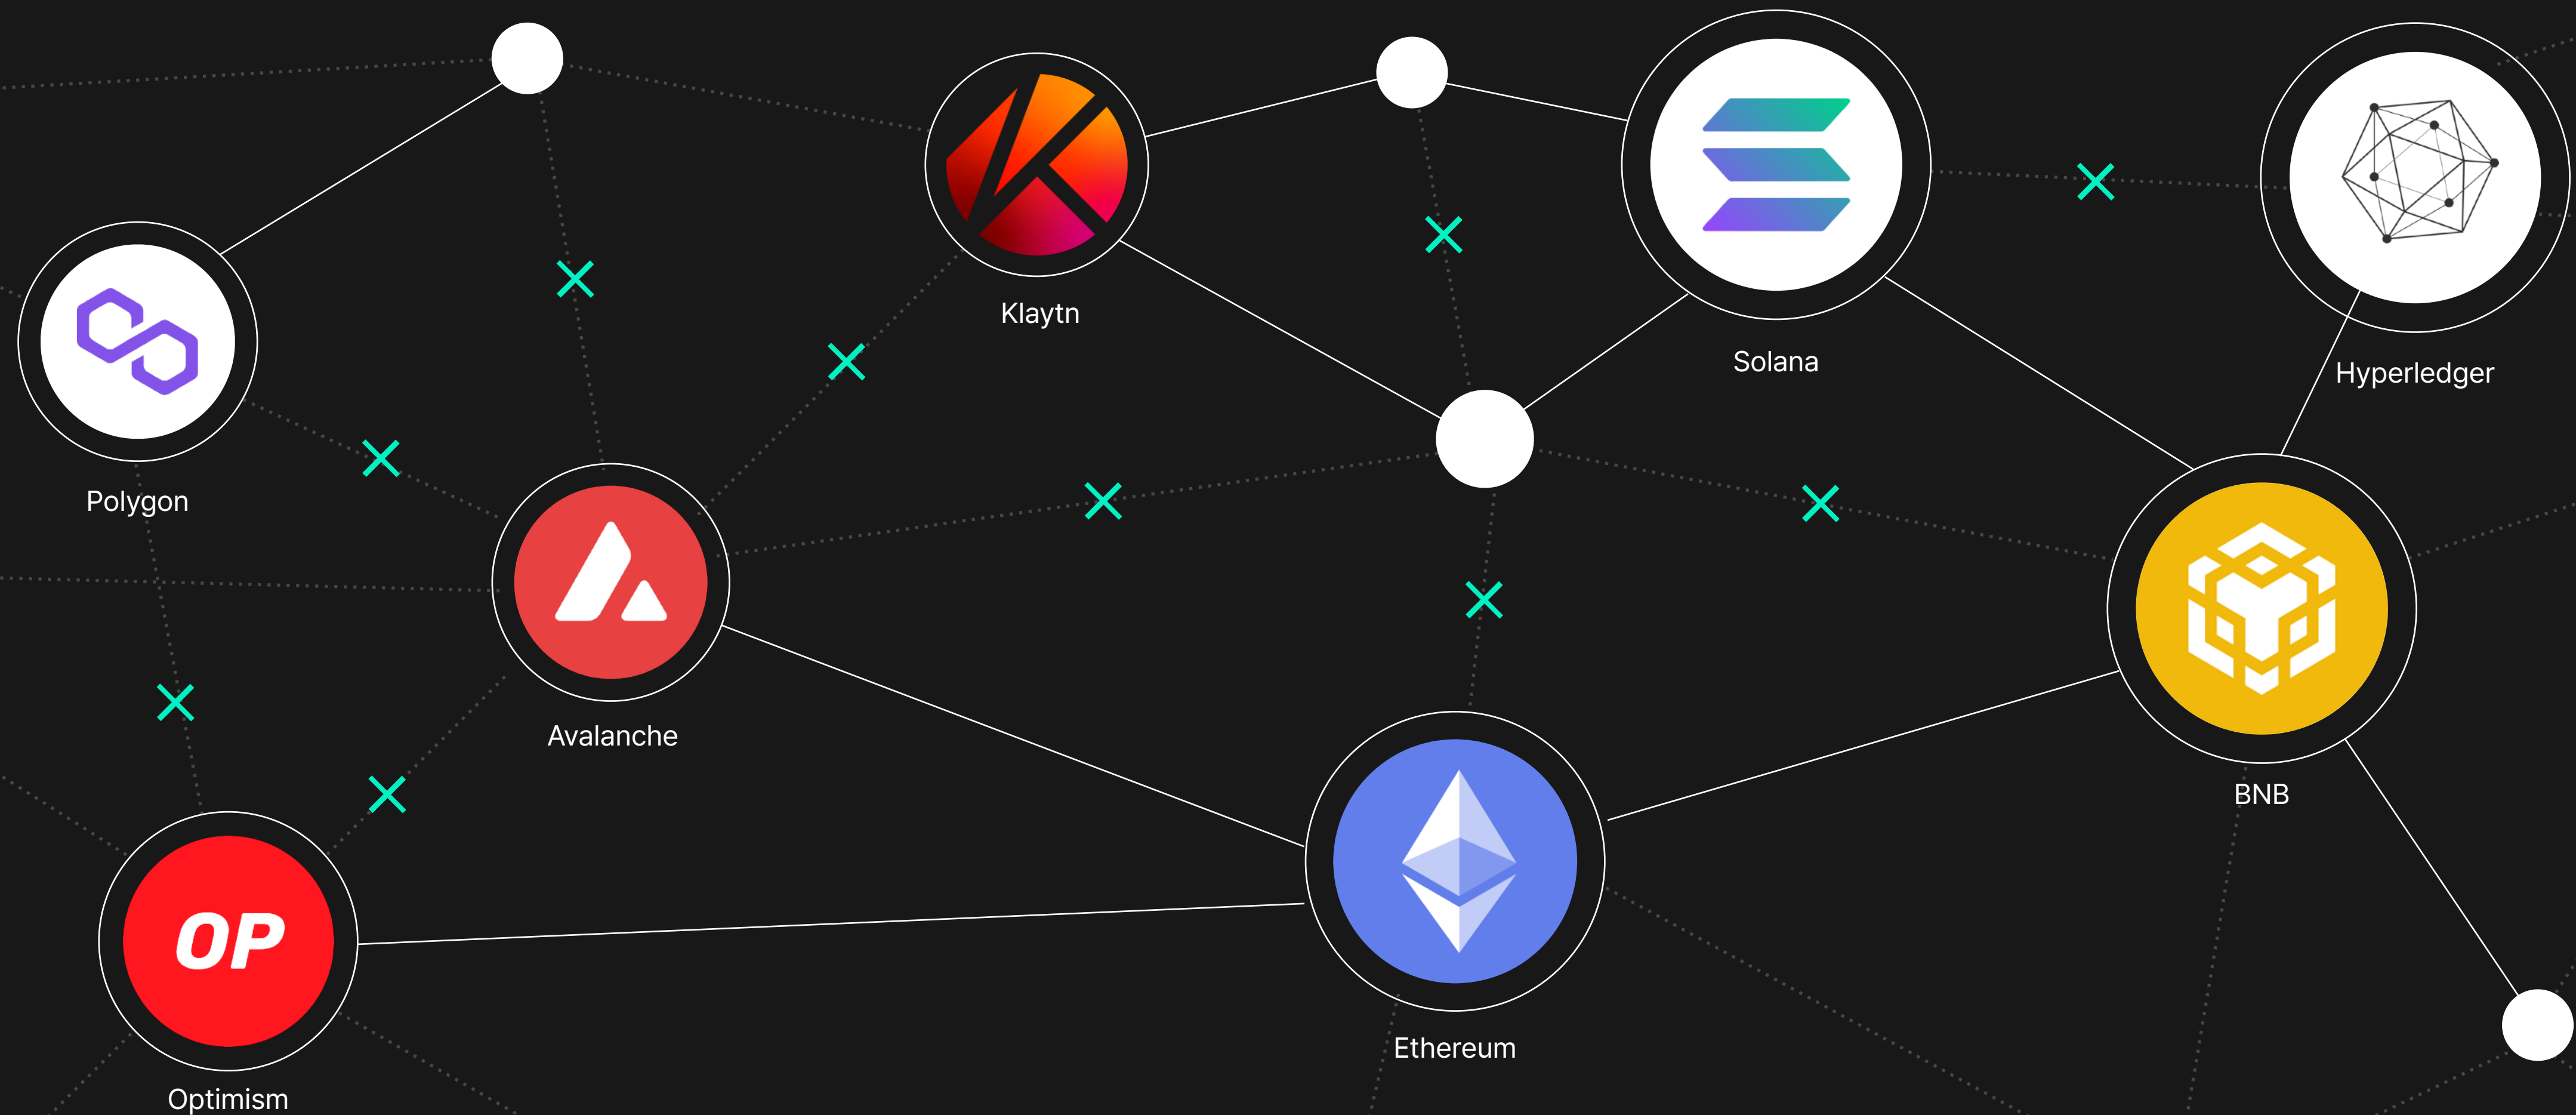 Klaytn
Solana
Hyperledger
Polygon
Avalanche
BNB
OP
Ethereum
Optimism